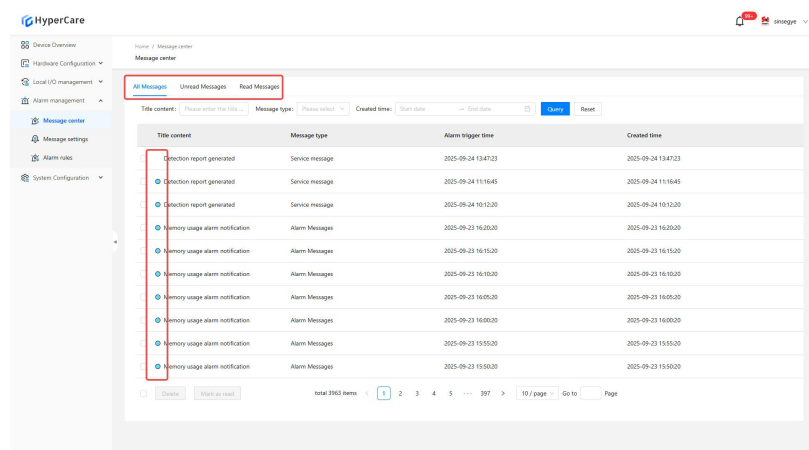 HyperCare
99+
sinsegye
Device Overview
Hardware Configuration
Local I/O management
Alarm management
Message center
Message settings
Alarm rules
System Configuration
Home / Message center
Message center
All Messages Unread Messages Read Messages
Title content: Please enter the title ... Message type: Please select Created time: Start date → End date Query Reset
Title content Message type Alarm trigger time Created time
Detection report generated Service message 2025-09-24 13:47:23 2025-09-24 13:47:23
Detection report generated Service message 2025-09-24 11:16:45 2025-09-24 11:16:45
Detection report generated Service message 2025-09-24 10:12:20 2025-09-24 10:12:20
Memory usage alarm notification Alarm Messages 2025-09-23 16:20:20 2025-09-23 16:20:20
Memory usage alarm notification Alarm Messages 2025-09-23 16:15:20 2025-09-23 16:15:20
Memory usage alarm notification Alarm Messages 2025-09-23 16:10:20 2025-09-23 16:10:20
Memory usage alarm notification Alarm Messages 2025-09-23 16:05:20 2025-09-23 16:05:20
Memory usage alarm notification Alarm Messages 2025-09-23 16:00:20 2025-09-23 16:00:20
Memory usage alarm notification Alarm Messages 2025-09-23 15:55:20 2025-09-23 15:55:20
Memory usage alarm notification Alarm Messages 2025-09-23 15:50:20 2025-09-23 15:50:20
Delete Mark as read total 3963 items < 1 2 3 4 5 ··· 397 > 10 / page Go to Page